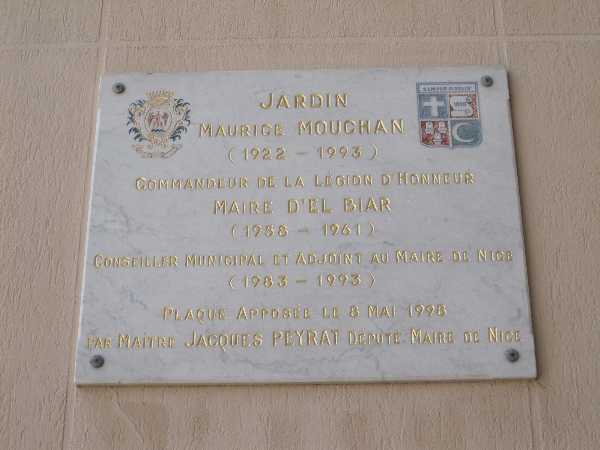 JARDIN
MAURICE MOUCHAN
(1922 - 1993)
COMMANDEUR DE LA LÉGION D'HONNEUR
MAIRE D'EL BIAR
(1958 - 1961)
CONSEILLER MUNICIPAL ET ADJOINT AU MAIRE DE NICE
(1983 - 1993)
PLAQUE APPOSÉE LE 8 MAI 1998
PAR MAÎTRE JACQUES PEYRAT DÉPUTÉ MAIRE DE NICE